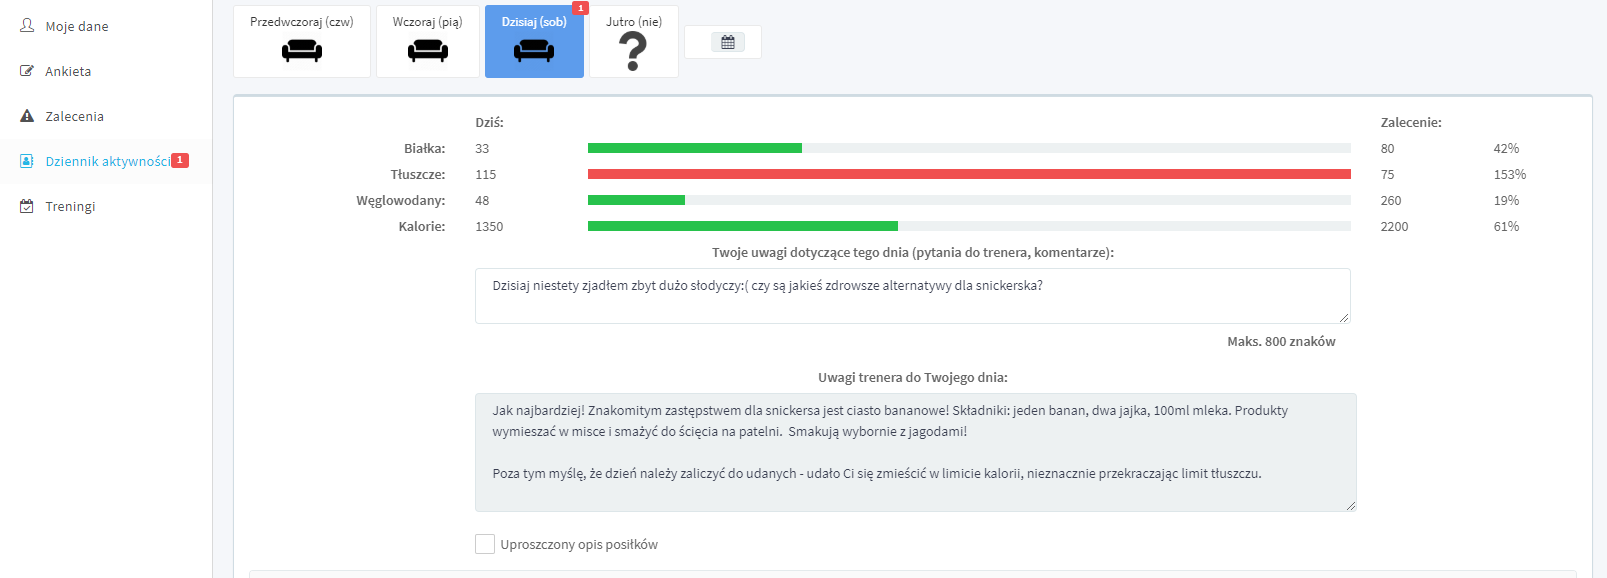 Moje dane
Ankieta
Zalecenia
Dziennik aktywności 1
Treningi
Przedwczoraj (czw)
Wczoraj (pią)
Dzisiaj (sob) 1
Jutro (nie)
?
Dziś: Zalecenie:
Białka: 33 80 42%
Tłuszcze: 115 75 153%
Węglowodany: 48 260 19%
Kalorie: 1350 2200 61%
Twoje uwagi dotyczące tego dnia (pytania do trenera, komentarze):
Dzisiaj niestety zjadłem zbyt dużo słodyczy:( czy są jakieś zdrowsze alternatywy dla snickerska?
Maks. 800 znaków
Uwagi trenera do Twojego dnia:
Jak najbardziej! Znakomitym zastępstwem dla snickersa jest ciasto bananowe! Składniki: jeden banan, dwa jajka, 100ml mleka. Produkty
wymieszać w misce i smażyć do ścięcia na patelni.  Smakują wybornie z jagodami!
Poza tym myślę, że dzień należy zaliczyć do udanych - udało Ci się zmieścić w limicie kalorii, nieznacznie przekraczając limit tłuszczu.
Uproszczony opis posiłków